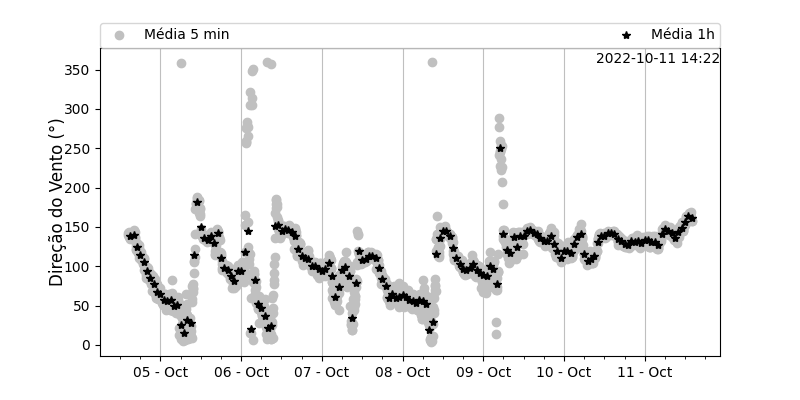 Média 5 min
Média 1h
2022-10-11 14:22
Direção do Vento (°)
350
300
250
200
150
100
50
0
05 - Oct
06 - Oct
07 - Oct
08 - Oct
09 - Oct
10 - Oct
11 - Oct